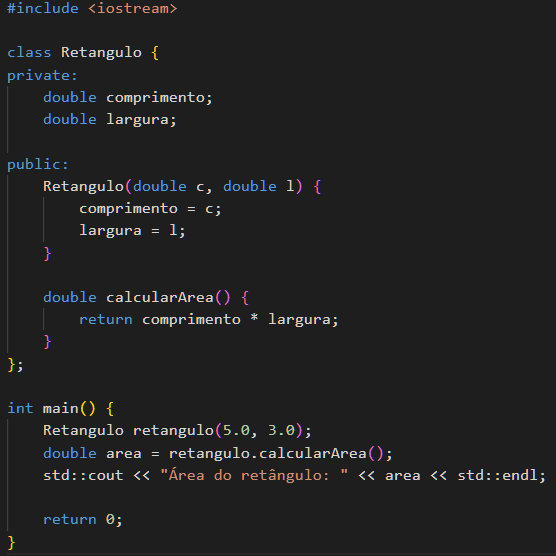 #include <iostream>
class Retangulo {
private:
    double comprimento;
    double largura;
public:
    Retangulo(double c, double l) {
        comprimento = c;
        largura = l;
    }
    double calcularArea() {
        return comprimento * largura;
    }
};
int main() {
    Retangulo retangulo(5.0, 3.0);
    double area = retangulo.calcularArea();
    std::cout << "Área do retângulo: " << area << std::endl;
    return 0;
}